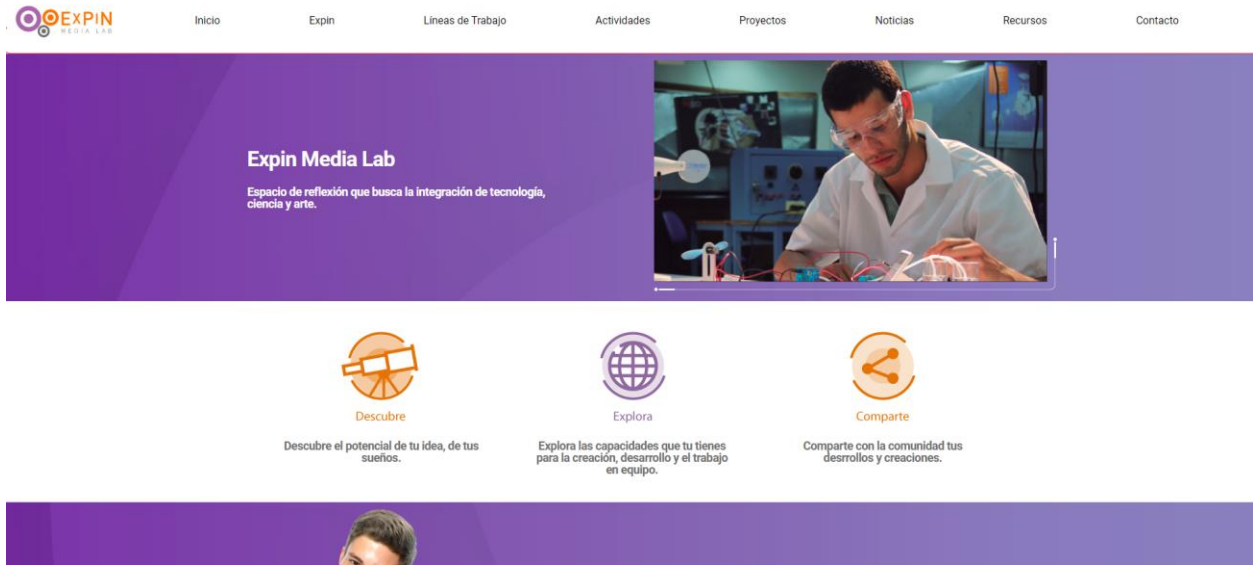 EXPIN
MEDIA LAB
Inicio
Expin
Líneas de Trabajo
Actividades
Proyectos
Noticias
Recursos
Contacto
Expin Media Lab
Espacio de reflexión que busca la integración de tecnología,
ciencia y arte.
Descubre
Descubre el potencial de tu idea, de tus
sueños.
Explora
Explora las capacidades que tu tienes
para la creación, desarrollo y el trabajo
en equipo.
Comparte
Comparte con la comunidad tus
desrrollos y creaciones.